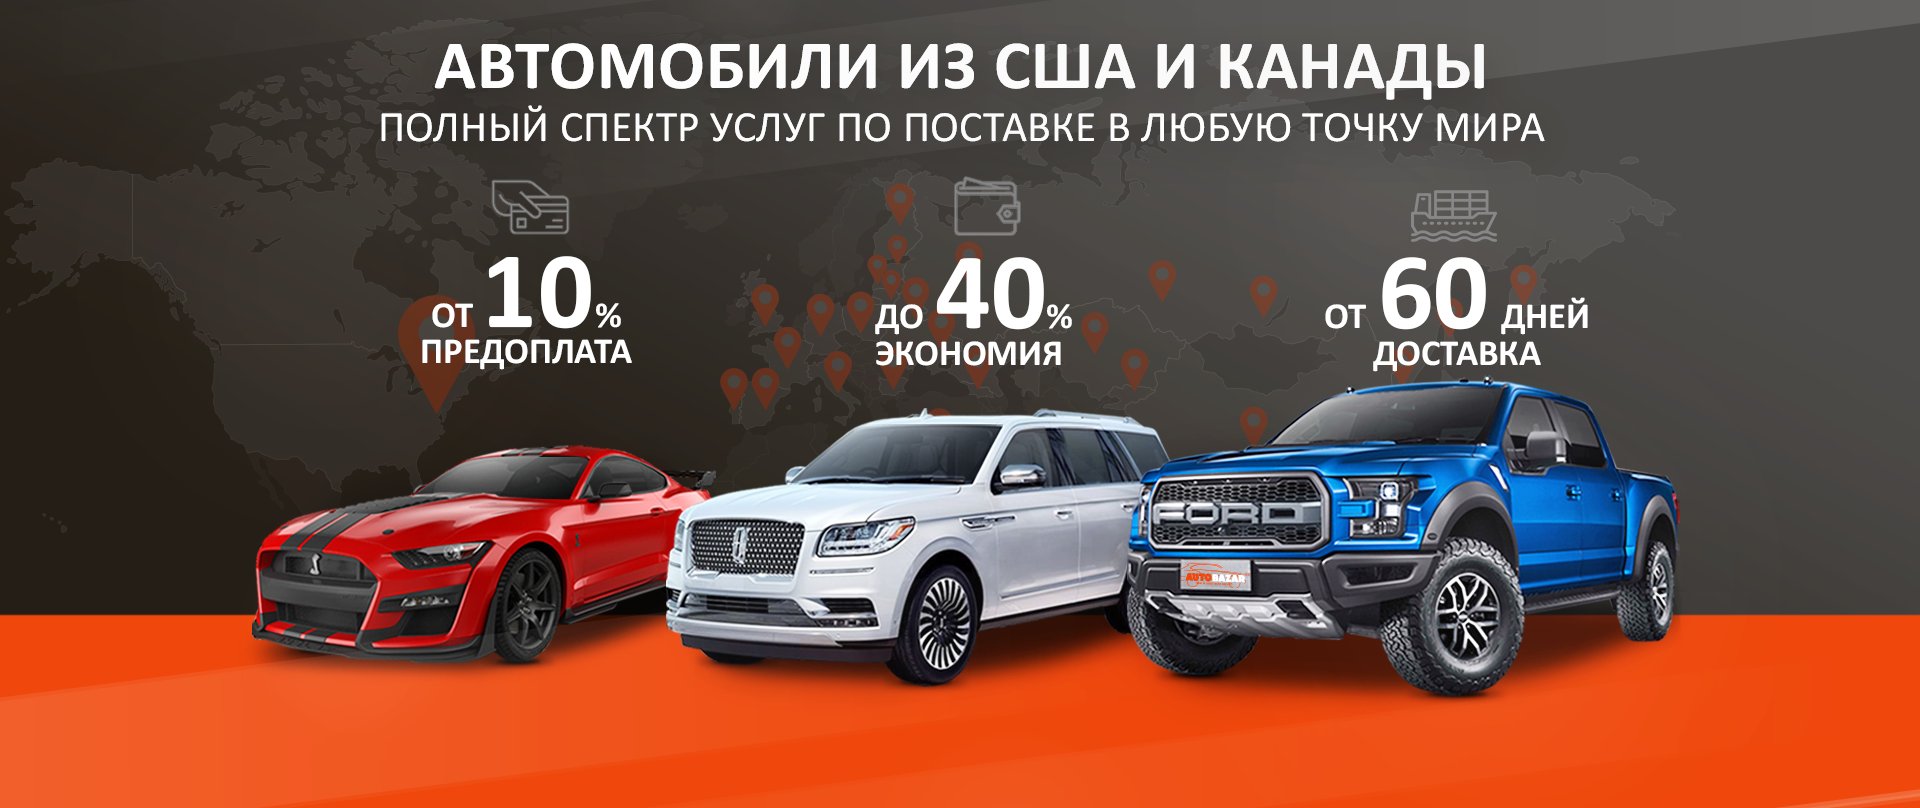 АВТОМОБИЛИ ИЗ США И КАНАДЫ
ПОЛНЫЙ СПЕКТР УСЛУГ ПО ПОСТАВКЕ В ЛЮБУЮ ТОЧКУ МИРА
ОТ 10%
ПРЕДОПЛАТА
ДО 40%
ЭКОНОМИЯ
ОТ 60 ДНЕЙ
ДОСТАВКА
FORD
AUTOBAZAR